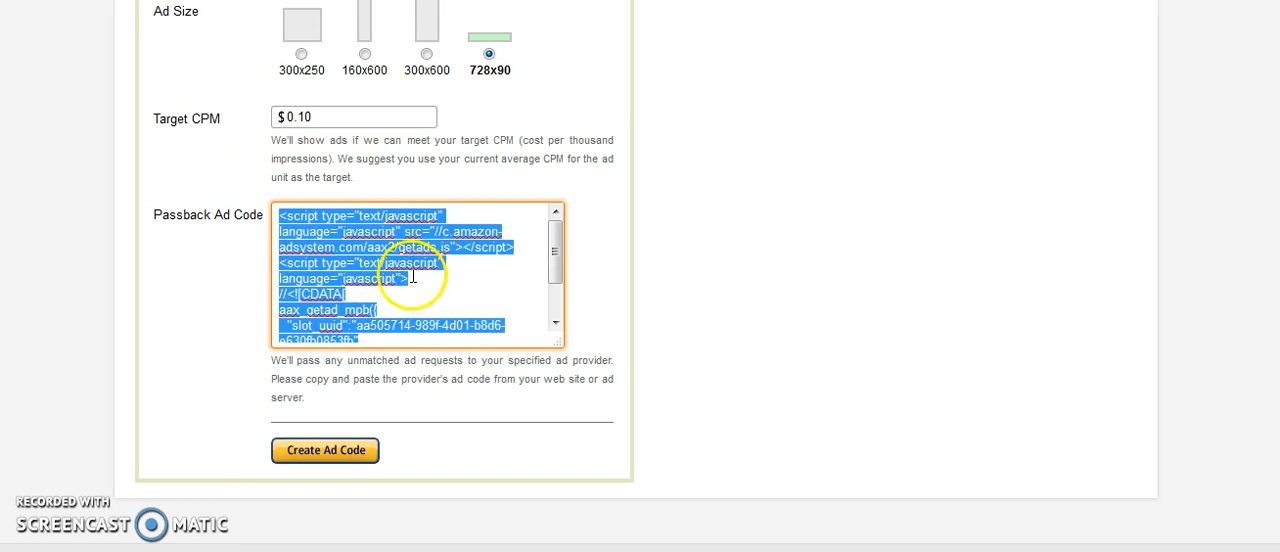 Ad Size
300x250 160x600 300x600 728x90
Target CPM
$ 0.10
We'll show ads if we can meet your target CPM (cost per thousand
impressions). We suggest you use your current average CPM for the ad
unit as the target.
Passback Ad Code
<script type="text/javascript"
language="javascript" src="//c.amazon-
adsystem.com/aax2/getads.js"></script>
<script type="text/javascript"
language="javascript">
//<![CDATA[
aax_getad_mpb({
"slot_uuid":"aa505714-989f-4d01-b8d6-
e630fb0853fb"
We'll pass any unmatched ad requests to your specified ad provider.
Please copy and paste the provider's ad code from your web site or ad
server.
Create Ad Code
RECORDED WITH
SCREENCAST MATIC